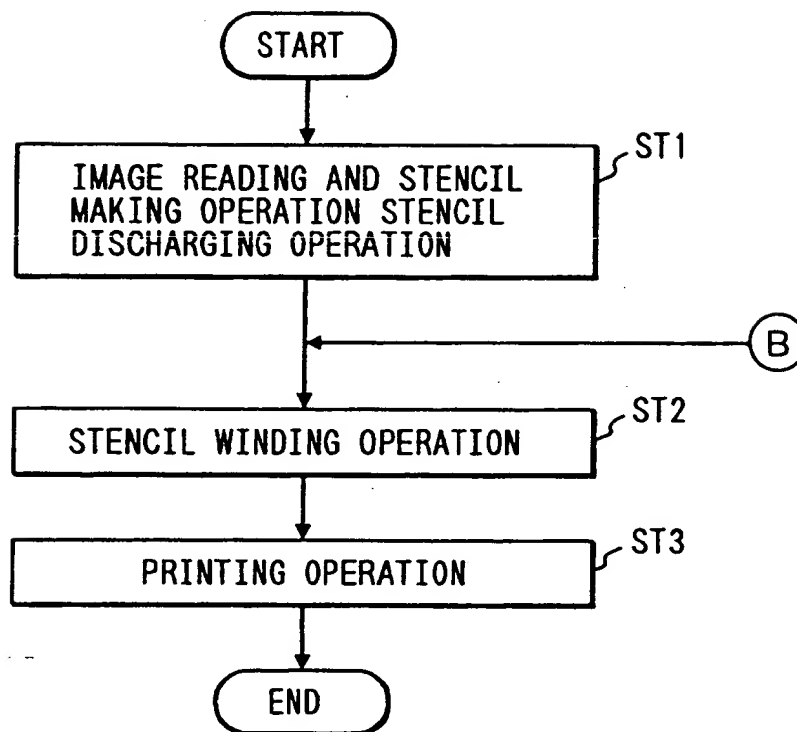 START
ST1
IMAGE READING AND STENCIL
MAKING OPERATION STENCIL
DISCHARGING OPERATION
B
ST2
STENCIL WINDING OPERATION
ST3
PRINTING OPERATION
END